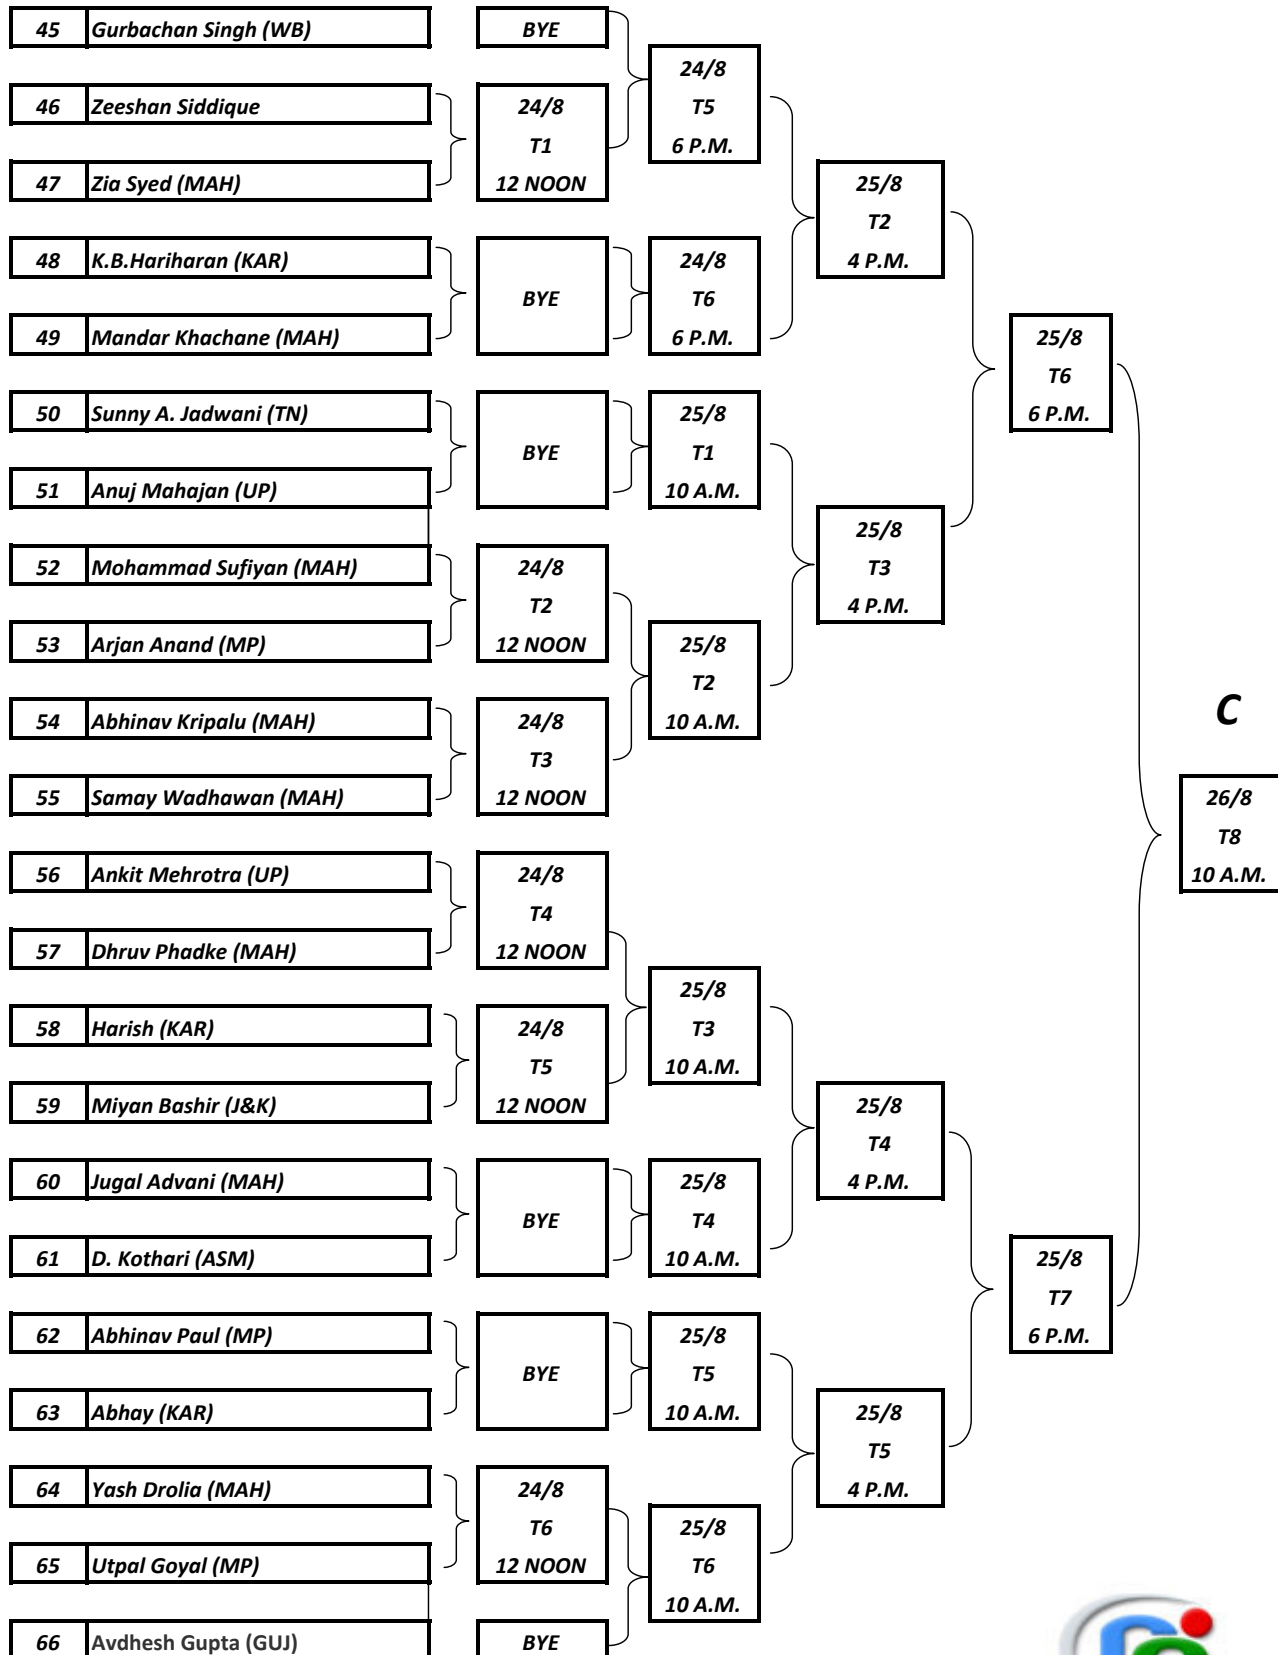 45 Gurbachan Singh (WB) BYE
24/8
46 Zeeshan Siddique 24/8 T5
T1 6 P.M.
47 Zia Syed (MAH) 12 NOON 25/8
T2
48 K.B.Hariharan (KAR) 24/8 4 P.M.
BYE T6
49 Mandar Khachane (MAH) 6 P.M. 25/8
T6
50 Sunny A. Jadwani (TN) 25/8 6 P.M.
BYE T1
51 Anuj Mahajan (UP) 10 A.M.
25/8
52 Mohammad Sufiyan (MAH) 24/8 T3
T2 4 P.M.
53 Arjan Anand (MP) 12 NOON 25/8
T2
54 Abhinav Kripalu (MAH) 24/8 10 A.M. C
T3
55 Samay Wadhawan (MAH) 12 NOON 26/8
T8
56 Ankit Mehrotra (UP) 24/8 10 A.M.
T4
57 Dhruv Phadke (MAH) 12 NOON
25/8
58 Harish (KAR) 24/8 T3
T5 10 A.M.
59 Miyan Bashir (J&K) 12 NOON 25/8
T4
60 Jugal Advani (MAH) 25/8 4 P.M.
BYE T4
61 D. Kothari (ASM) 10 A.M. 25/8
T7
62 Abhinav Paul (MP) 25/8 6 P.M.
BYE T5
63 Abhay (KAR) 10 A.M. 25/8
T5
64 Yash Drolia (MAH) 24/8 4 P.M.
T6 25/8
65 Utpal Goyal (MP) 12 NOON T6
10 A.M.
66 Avdhesh Gupta (GUJ) BYE